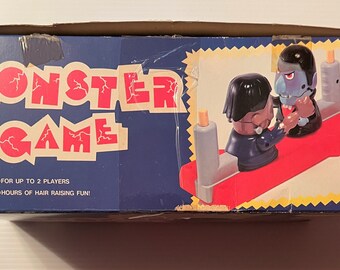 ONSTER
GAME
FOR UP TO 2 PLAYERS
HOURS OF HAIR RAISING FUN!